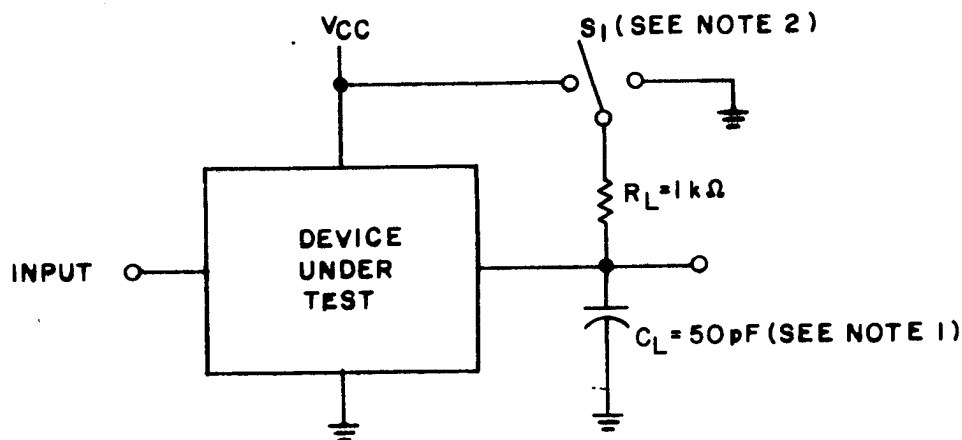 VCC
S1 (SEE NOTE 2)
RL=1kΩ
DEVICE
UNDER
TEST
INPUT
CL=50pF(SEE NOTE 1)